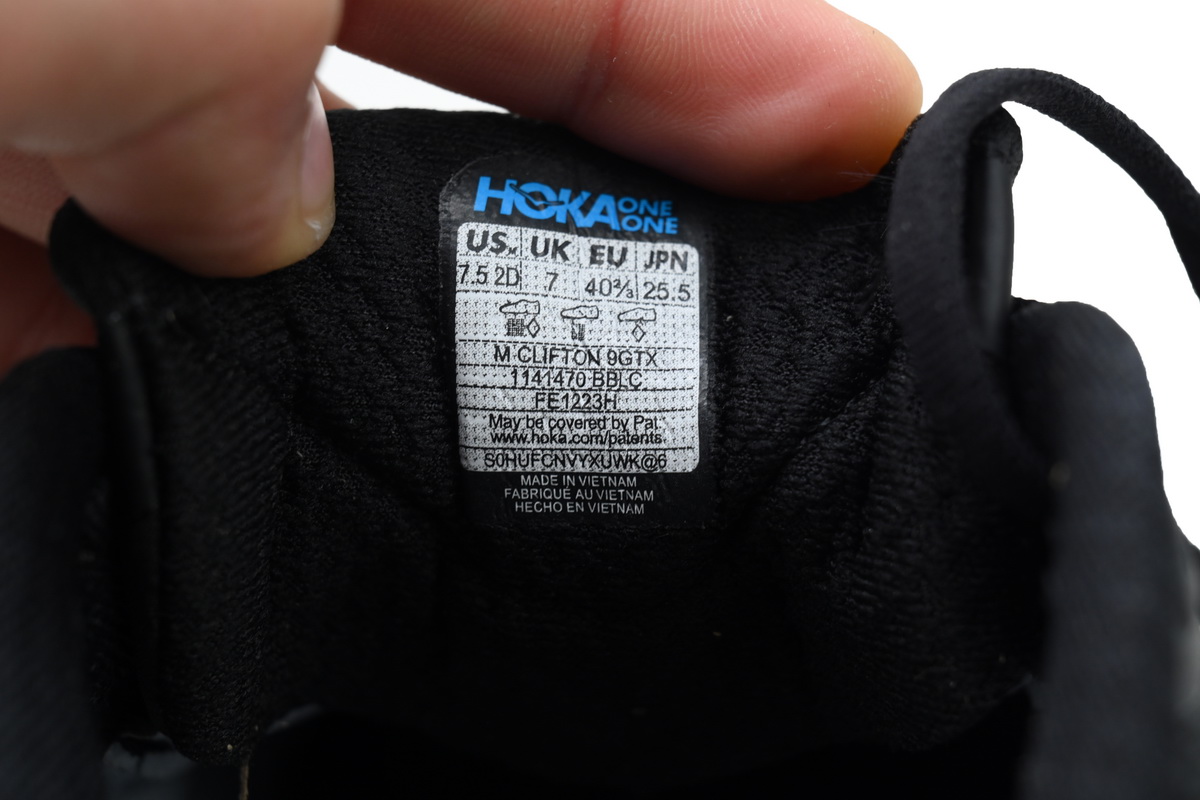 HOKA ONE ONE
US M UK EU JPN
7.5 2D 7 40⅔ 25.5
M CLIFTON 9GTX
1141470 BBLC
FE1223H
May be covered by Pat.
www.hoka.com/patents
S0HUFCNVYXUWK@6
MADE IN VIETNAM
FABRIQUÉ AU VIETNAM
HECHO EN VIETNAM